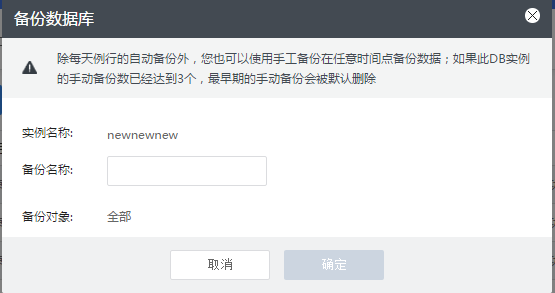 备份数据库
除每天例行的自动备份外，您也可以使用手工备份在任意时间点备份数据；如果此DB实例
的手动备份数已经达到3个，最早期的手动备份会被默认删除
实例名称: newnewnew
备份名称:
备份对象: 全部
取消 确定